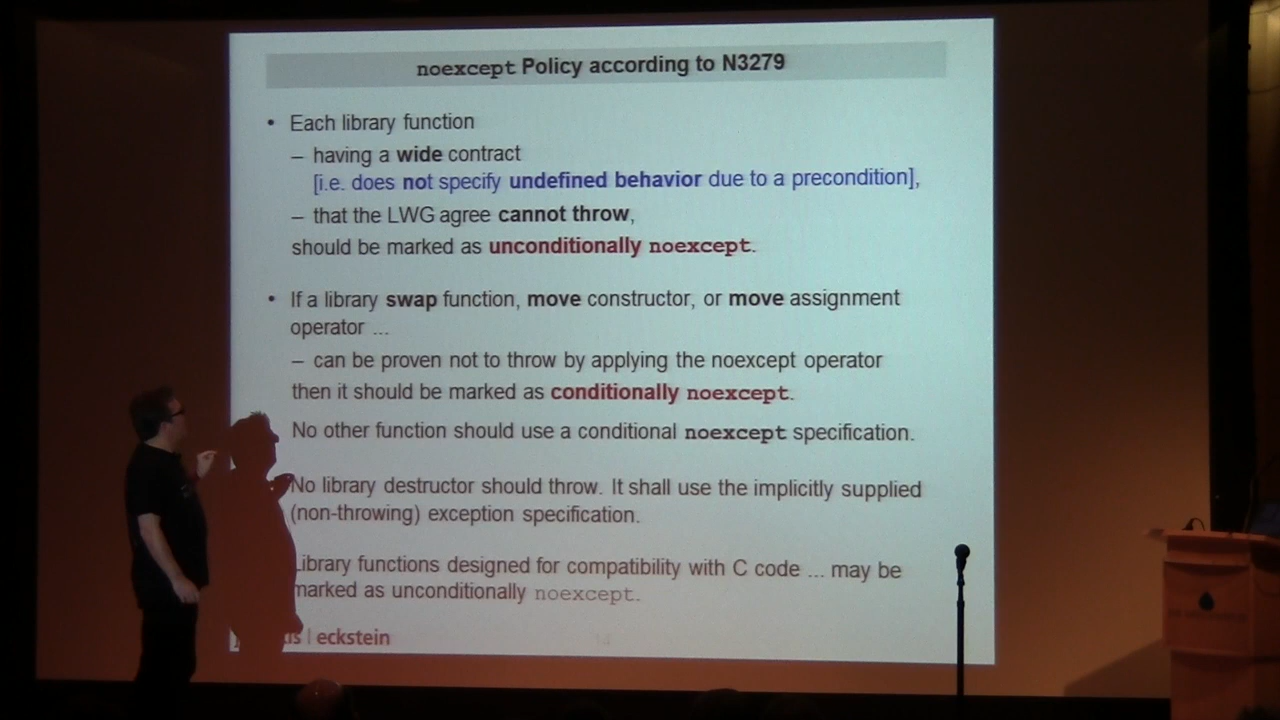 noexcept Policy according to N3279
• Each library function
– having a wide contract
[i.e. does not specify undefined behavior due to a precondition],
– that the LWG agree cannot throw,
should be marked as unconditionally noexcept.
• If a library swap function, move constructor, or move assignment
operator ...
– can be proven not to throw by applying the noexcept operator
then it should be marked as conditionally noexcept.
No other function should use a conditional noexcept specification.
No library destructor should throw. It shall use the implicitly supplied
(non-throwing) exception specification.
Library functions designed for compatibility with C code ... may be
marked as unconditionally noexcept.
| eckstein